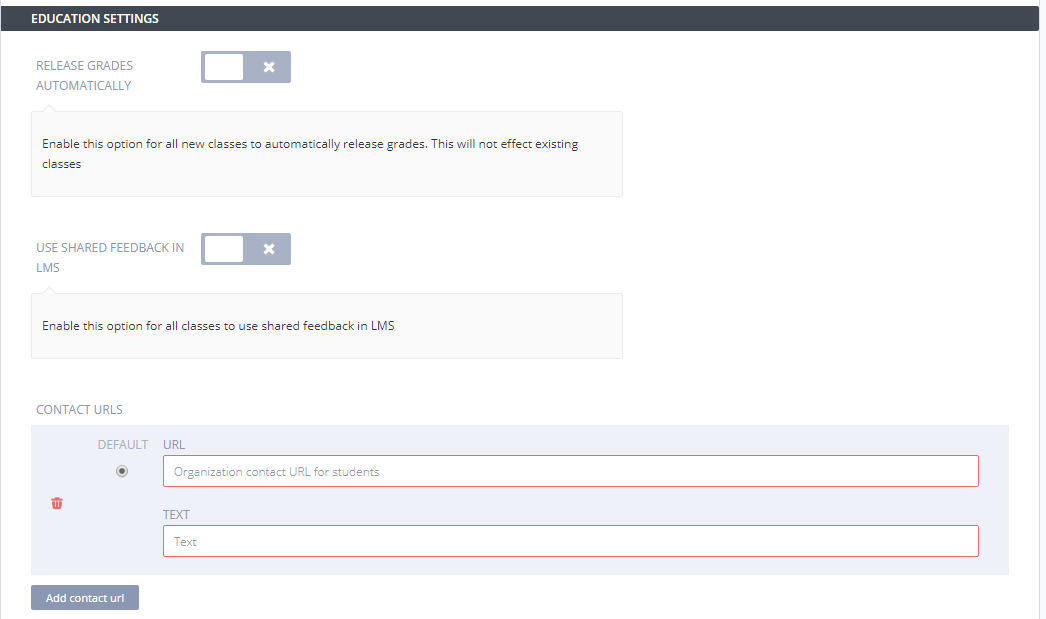 EDUCATION SETTINGS
RELEASE GRADES
AUTOMATICALLY
Enable this option for all new classes to automatically release grades. This will not effect existing
classes
USE SHARED FEEDBACK IN
LMS
Enable this option for all classes to use shared feedback in LMS
CONTACT URLS
DEFAULT URL
Organization contact URL for students
TEXT
Text
Add contact url